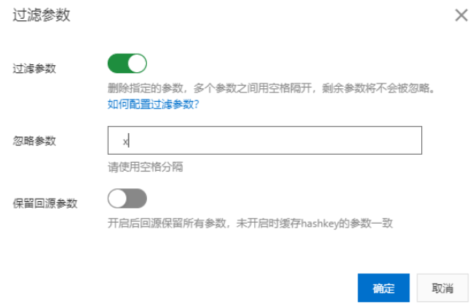 过滤参数
过滤参数
删除指定的参数，多个参数之间用空格隔开，剩余参数将不会被忽略。
如何配置过滤参数？
忽略参数
x
请使用空格分隔
保留回源参数
开启后回源保留所有参数，未开启时缓存hashkey的参数一致
确定
取消